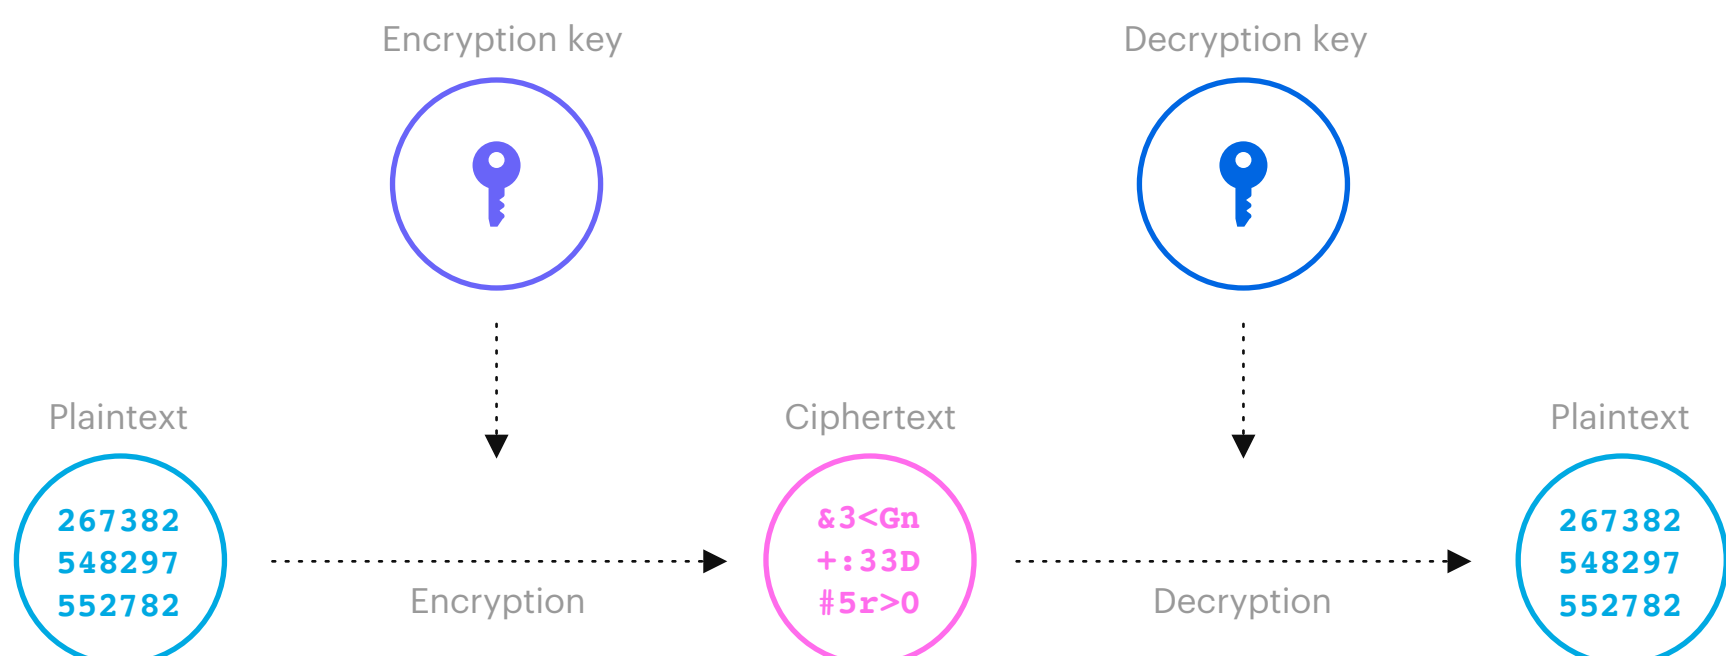 Encryption key
Decryption key
Plaintext
Ciphertext
Plaintext
267382
548297
552782
&3<Gn
+:33D
#5r>0
267382
548297
552782
Encryption
Decryption